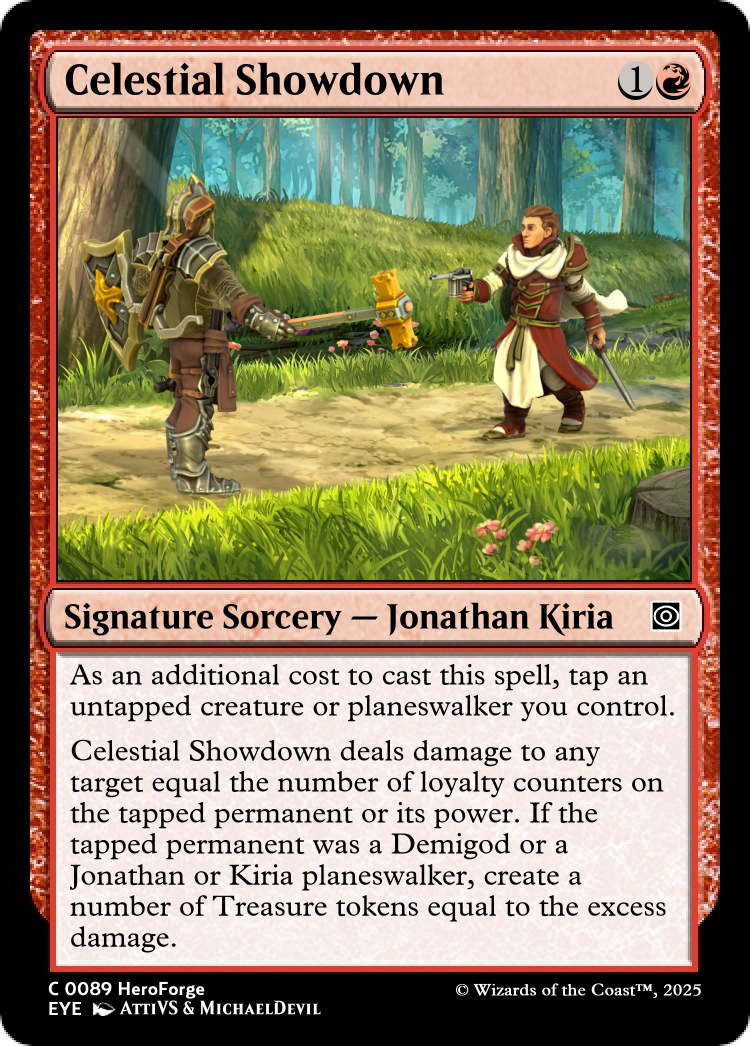 Celestial Showdown 1
Signature Sorcery — Jonathan Kiria
As an additional cost to cast this spell, tap an
untapped creature or planeswalker you control.
Celestial Showdown deals damage to any
target equal the number of loyalty counters on
the tapped permanent or its power. If the
tapped permanent was a Demigod or a
Jonathan or Kiria planeswalker, create a
number of Treasure tokens equal to the excess
damage.
C 0089 HeroForge
© Wizards of the Coast™, 2025
EYE AttiVS & MichaelDevil